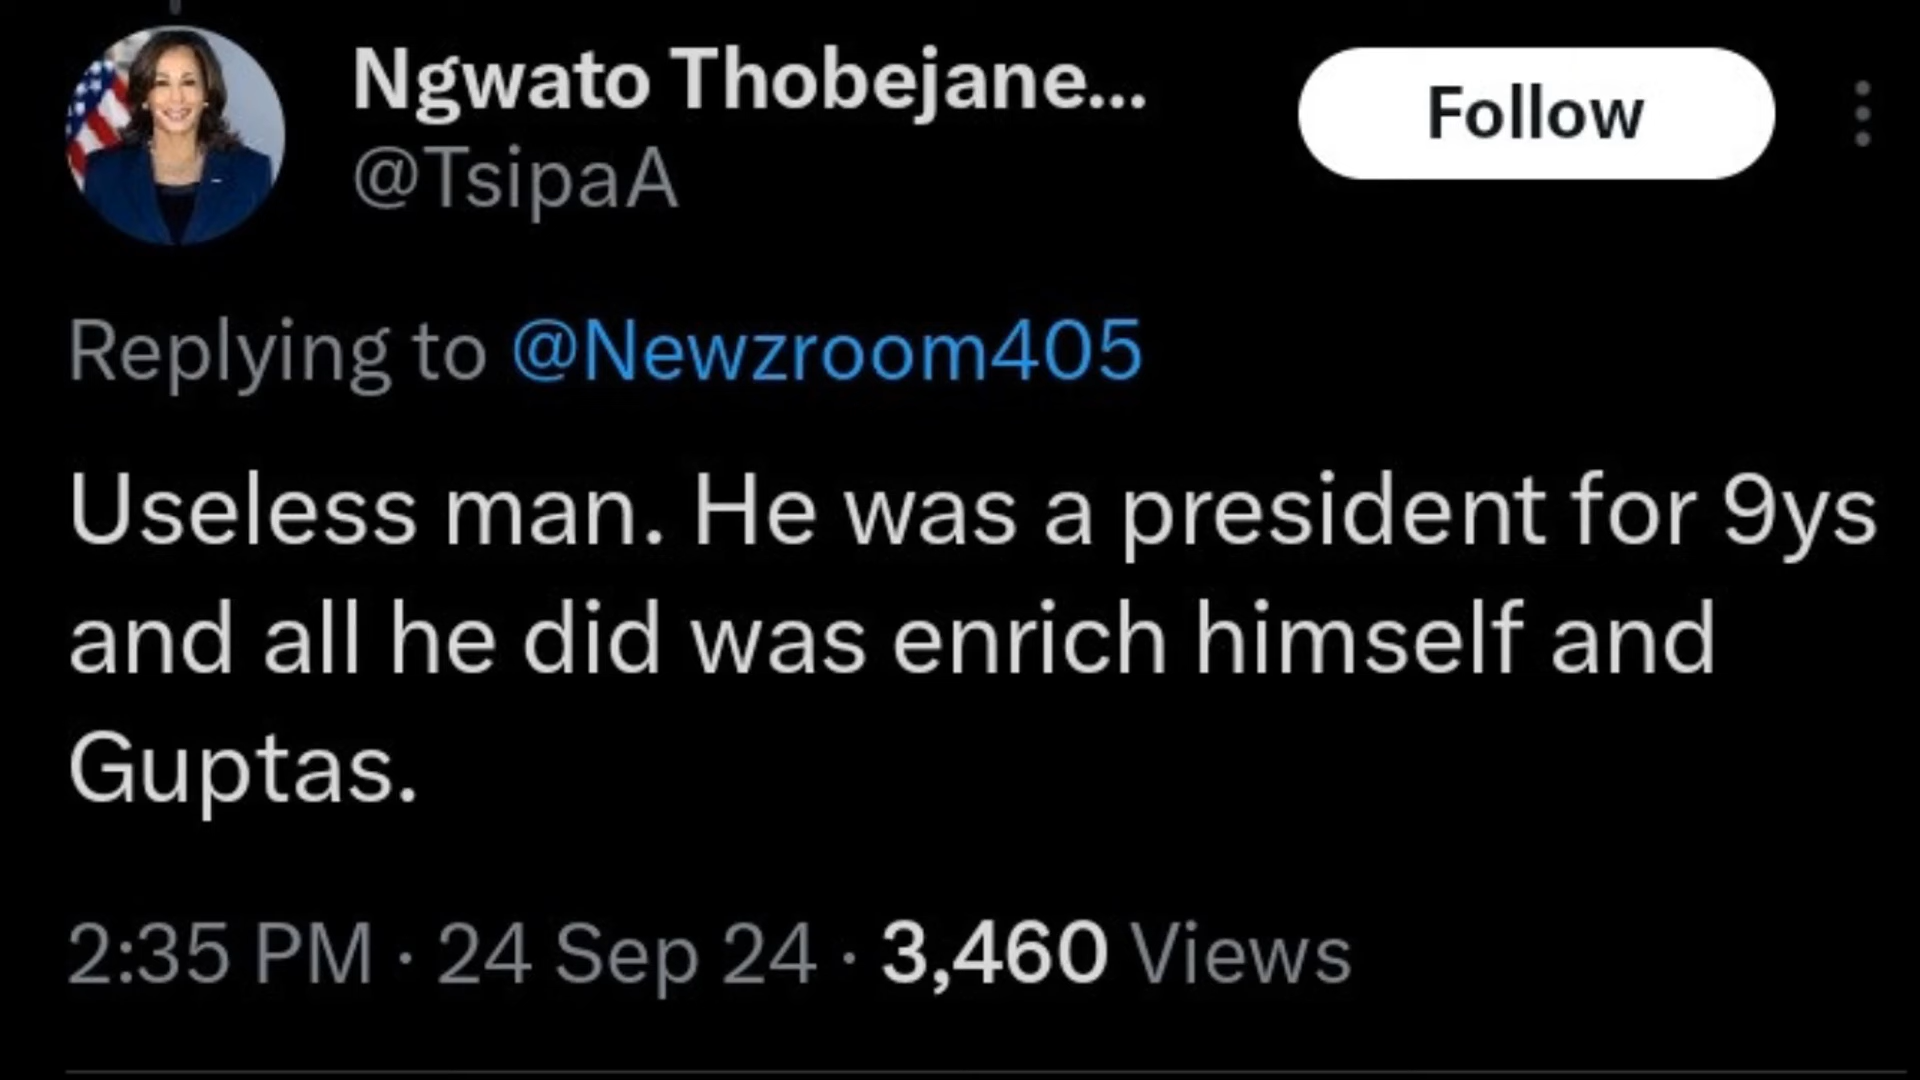 Ngwato Thobejane...
Follow
@TsipaA
Replying to @Newzroom405
Useless man. He was a president for 9ys
and all he did was enrich himself and
Guptas.
2:35 PM · 24 Sep 24 · 3,460 Views